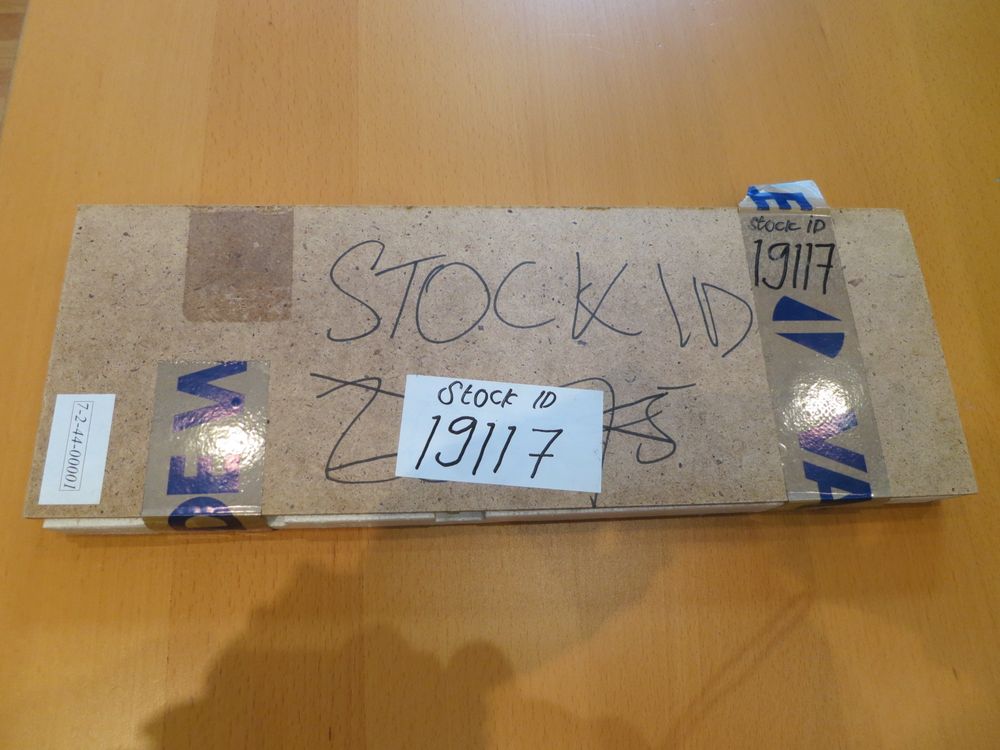 STOCK ID
Stock ID
19117
Stock iD
19117
7-2-44-00001